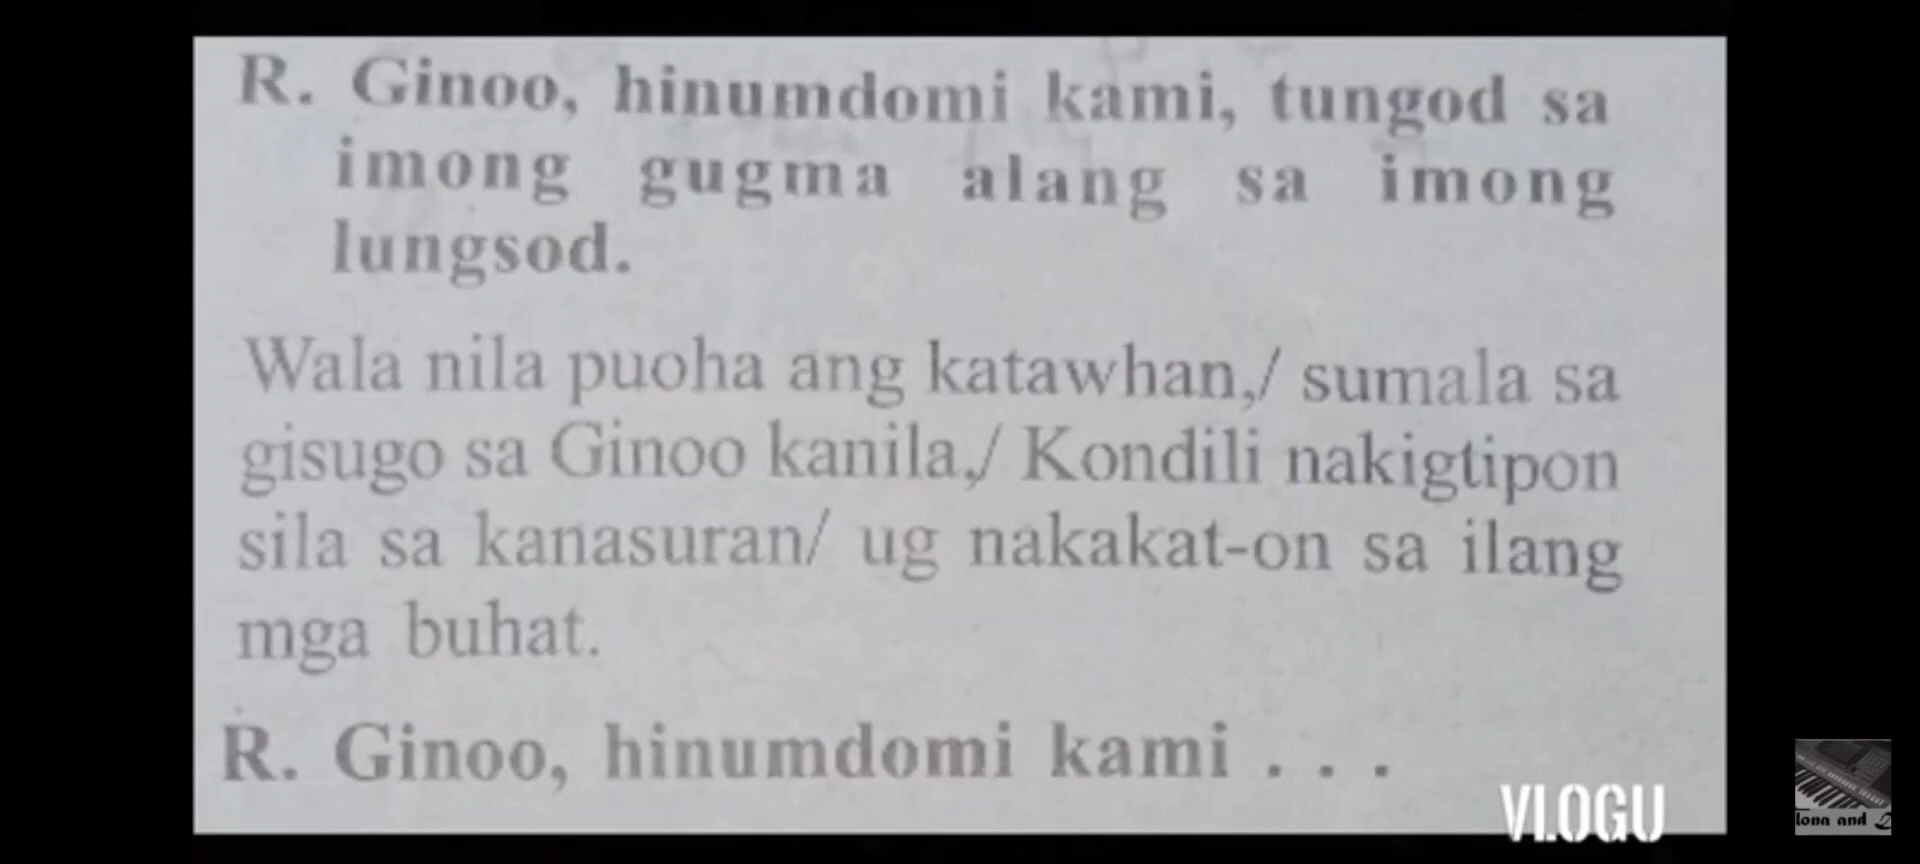 R. Ginoo, hinumdomi kami, tungod sa
imong gugma alang sa imong
lungsod.
Wala nila puoha ang katawhan,/ sumala sa
gisugo sa Ginoo kanila,/ Kondili nakigtipon
sila sa kanasuran/ ug nakakat-on sa ilang
mga buhat.
R. Ginoo, hinumdomi kami . . .
VLOGU
and